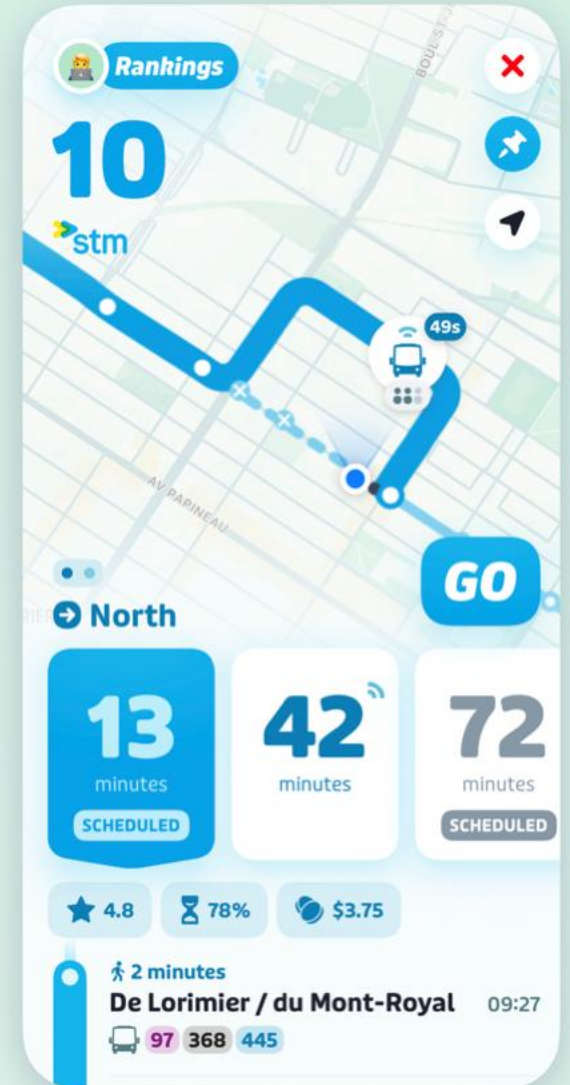 Rankings
10
stm
BOUL ST-J
49s
AV PAPINEAU
GO
North
13
minutes
SCHEDULED
42
minutes
72
minutes
SCHEDULED
4.8
78%
$3.75
2 minutes
De Lorimier / du Mont-Royal 09:27
97 368 445